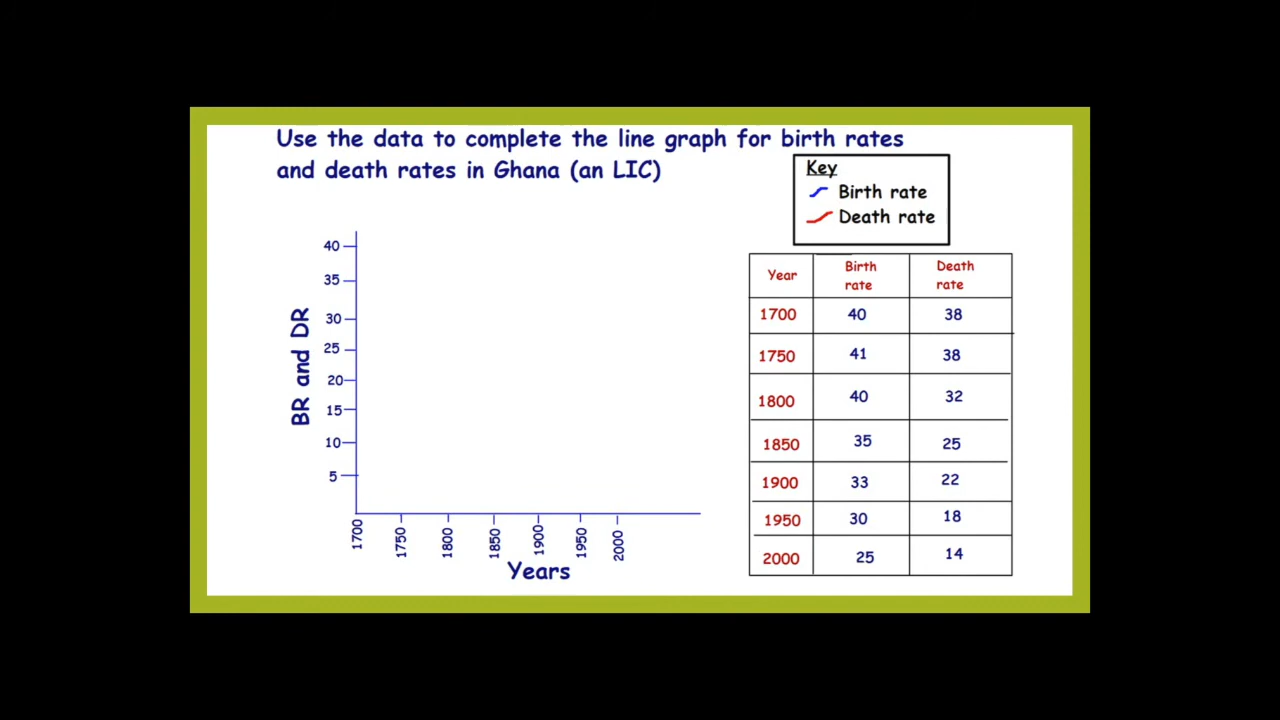 Use the data to complete the line graph for birth rates
and death rates in Ghana (an LIC)
Key
Birth rate
Death rate
40
35
30
25
20
15
10
5
BR and DR
1700 1750 1800 1850 1900 1950 2000
Years
Year Birth rate Death rate
1700 40 38
1750 41 38
1800 40 32
1850 35 25
1900 33 22
1950 30 18
2000 25 14